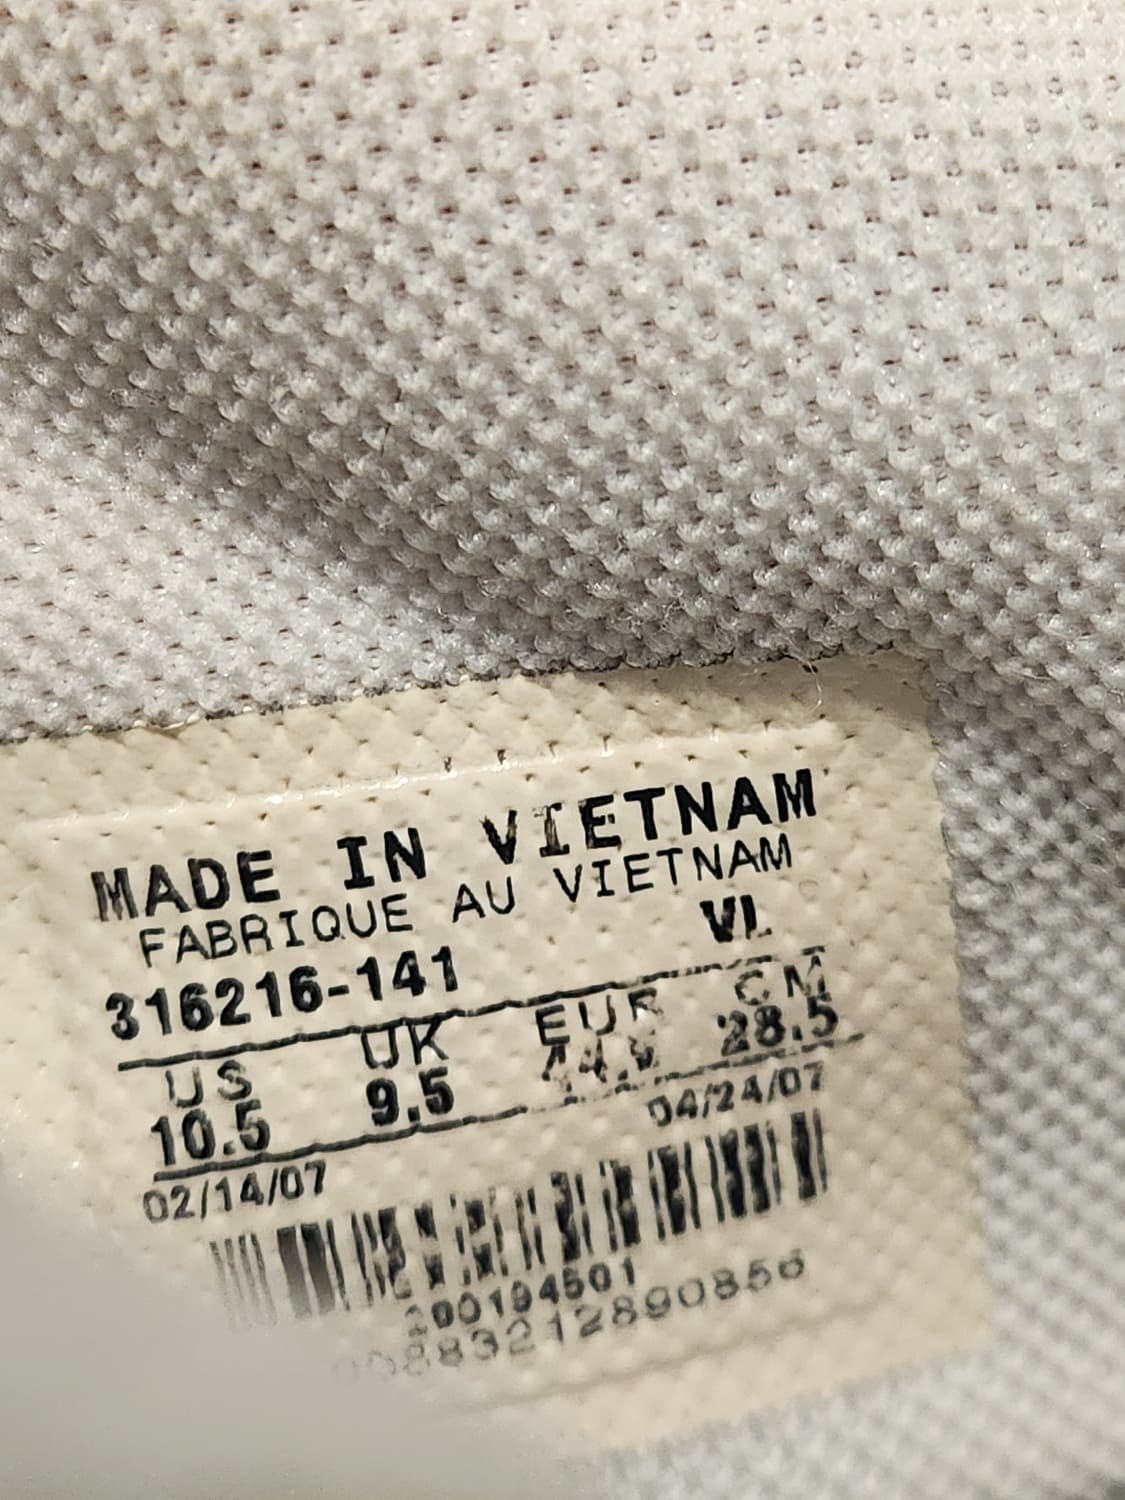 MADE IN VIETNAM
FABRIQUE AU VIETNAM
316216-141 VL
US UK EUR CM
10.5 9.5 28.5
02/14/07 04/24/07